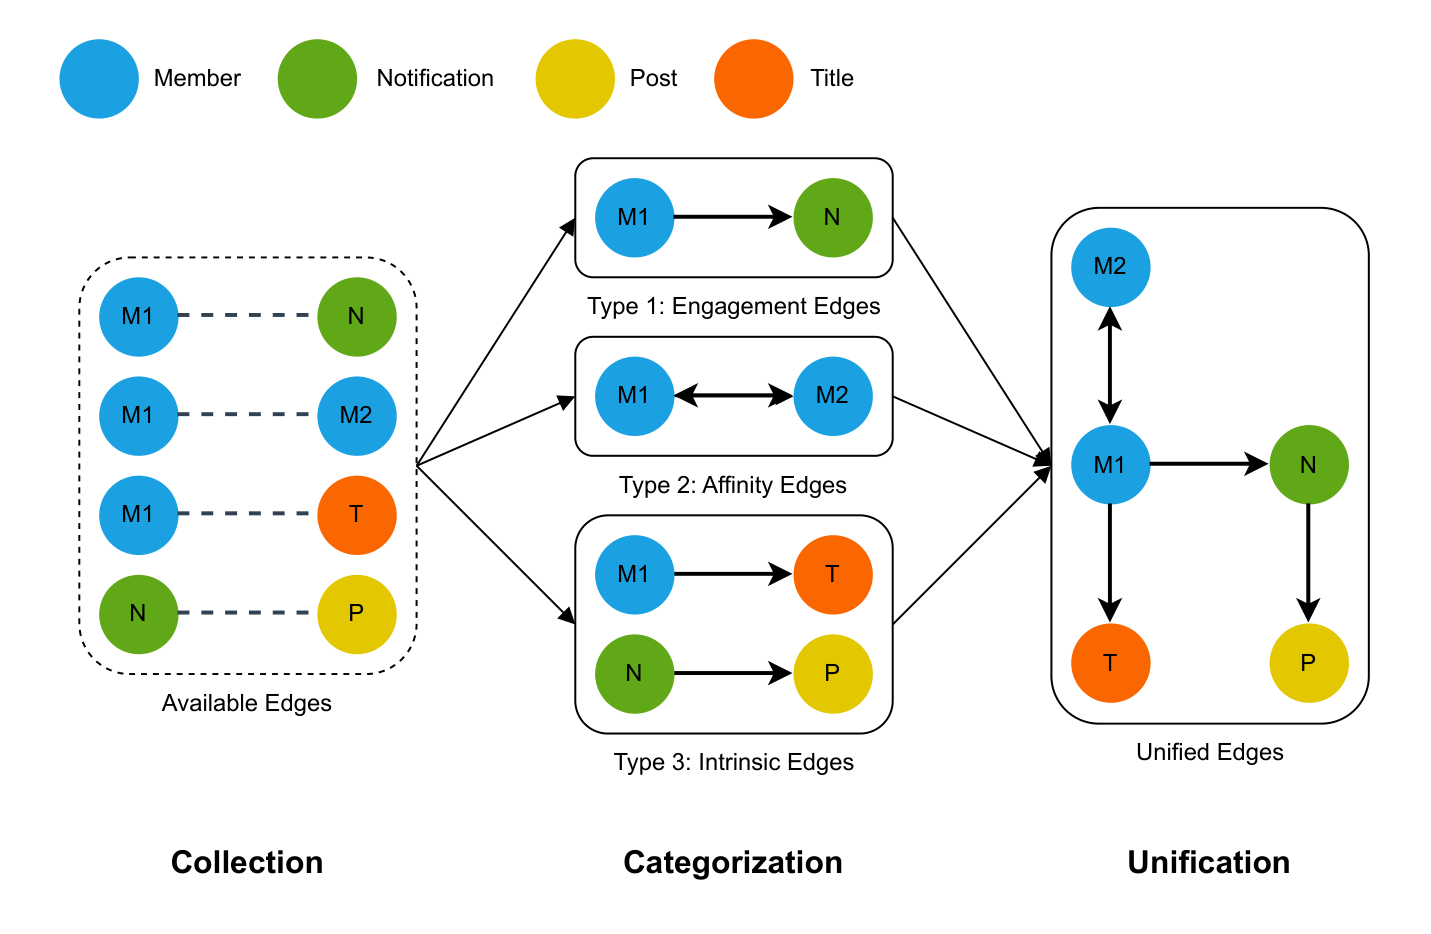 Member
Notification
Post
Title
M1
N
M1
M2
M1
T
N
P
Available Edges
M1
N
Type 1: Engagement Edges
M1
M2
Type 2: Affinity Edges
M1
T
N
P
Type 3: Intrinsic Edges
M2
M1
N
T
P
Unified Edges
Collection
Categorization
Unification